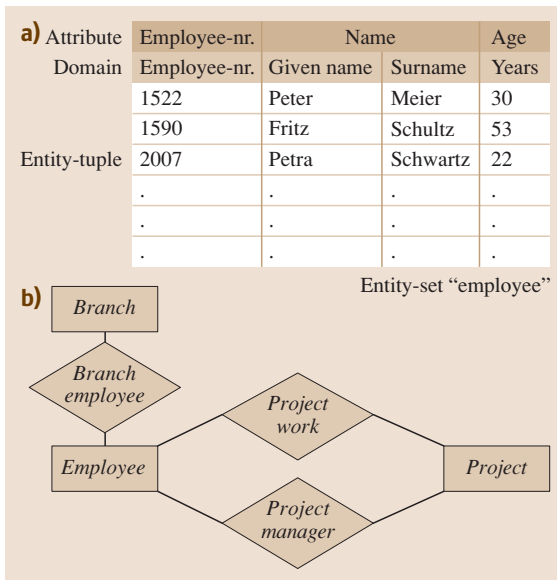 a) Attribute Employee-nr. Name Age
Domain Employee-nr. Given name Surname Years
1522 Peter Meier 30
1590 Fritz Schultz 53
Entity-tuple 2007 Petra Schwartz 22
. . . .
. . . .
. . . .
Entity-set “employee”
b)
Branch
Branch
employee
Project
work
Employee
Project
Project
manager